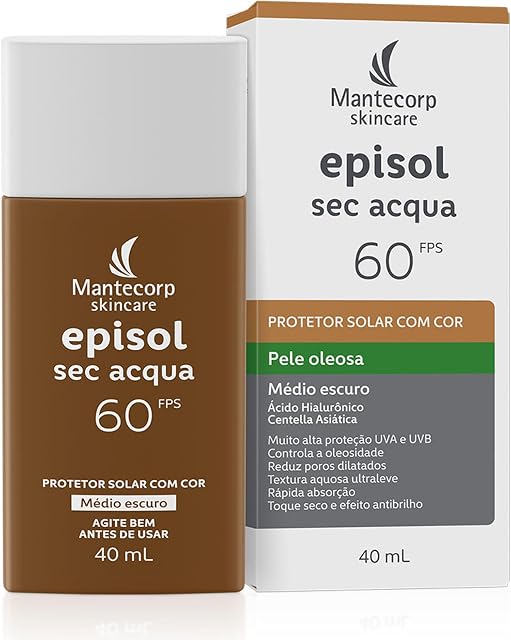 Mantecorp
skincare
episol
sec acqua
60 FPS
PROTETOR SOLAR COM COR
Médio escuro
AGITE BEM
ANTES DE USAR
40 mL
Mantecorp
skincare
episol
sec acqua
60 FPS
PROTETOR SOLAR COM COR
Pele oleosa
Médio escuro
Ácido Hialurônico
Centella Asiática
Muito alta proteção UVA e UVB
Controla a oleosidade
Reduz poros dilatados
Textura aquosa ultraleve
Rápida absorção
Toque seco e efeito antibrilho
40 mL